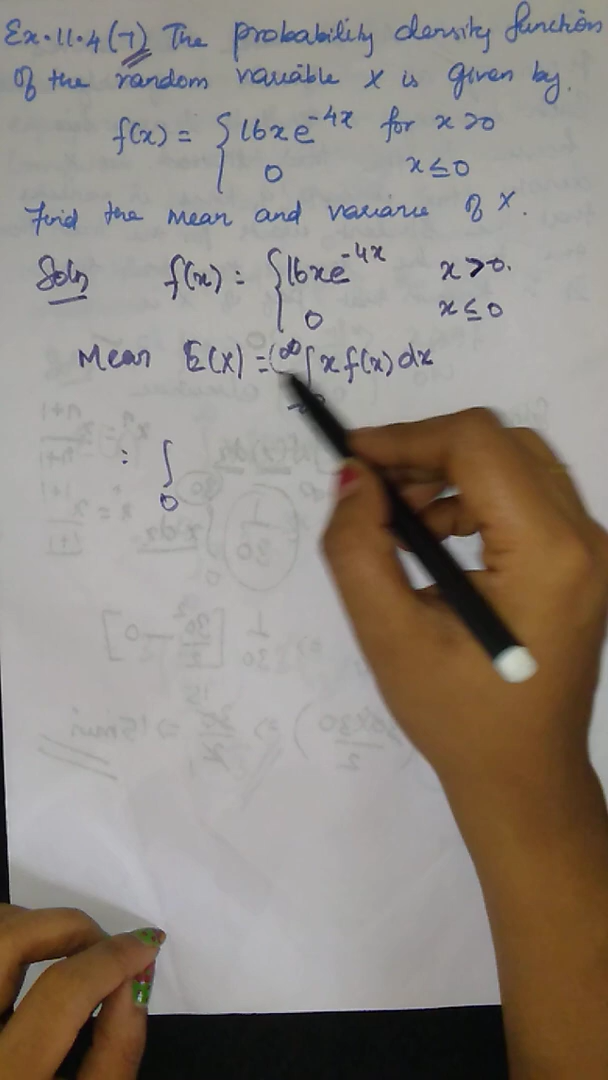 Ex.11.4(7) The probability density function
of the random variable X is given by.
f(x) = { 16xe^-4x for x>0
0 x≤0
Find the mean and variance of X.
Soln f(x) = { 16xe^-4x x>0.
0 x≤0
Mean E(X) = ∞∫ x f(x) dx
= ∫
0